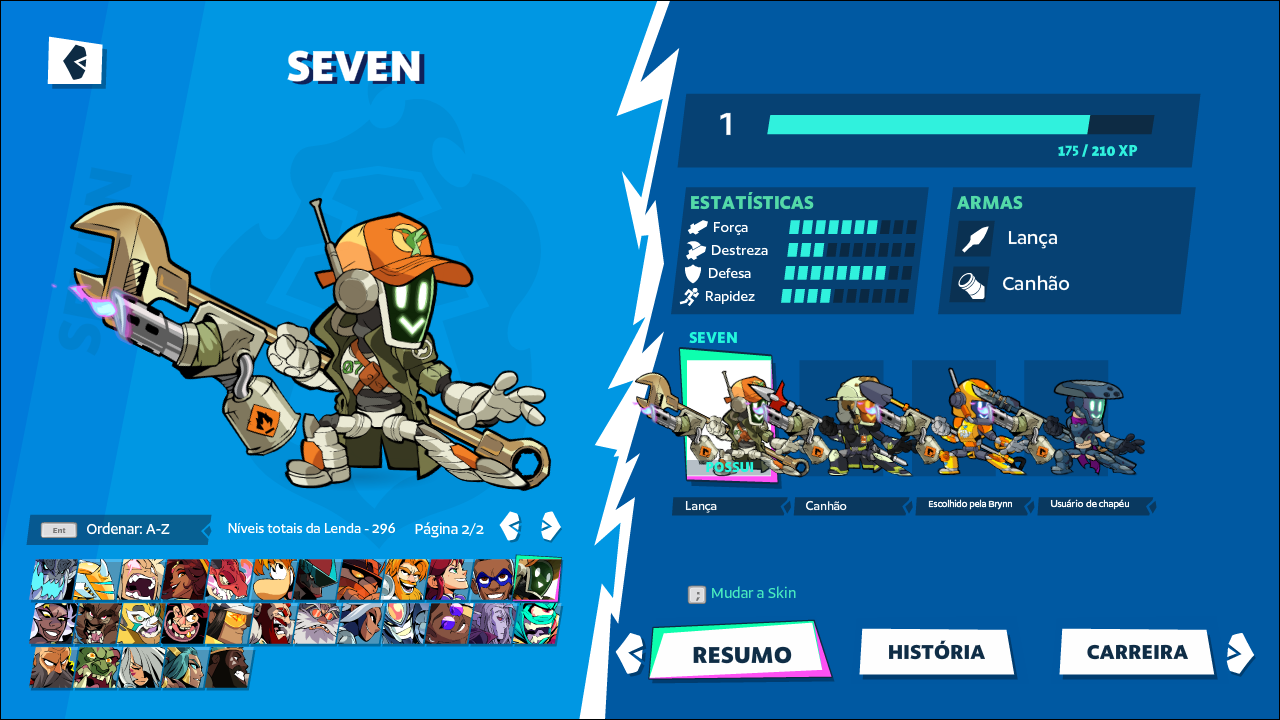 SEVEN
SEVEN
1
175 / 210 XP
ESTATÍSTICAS
Força
Destreza
Defesa
Rapidez
ARMAS
Lança
Canhão
07
SEVEN
POSSUI
Lança
Canhão
Escolhido pela Brynn
Usuário de chapéu
Ent
Ordenar: A-Z
Níveis totais da Lenda - 296
Página 2/2
; Mudar a Skin
RESUMO
HISTÓRIA
CARREIRA